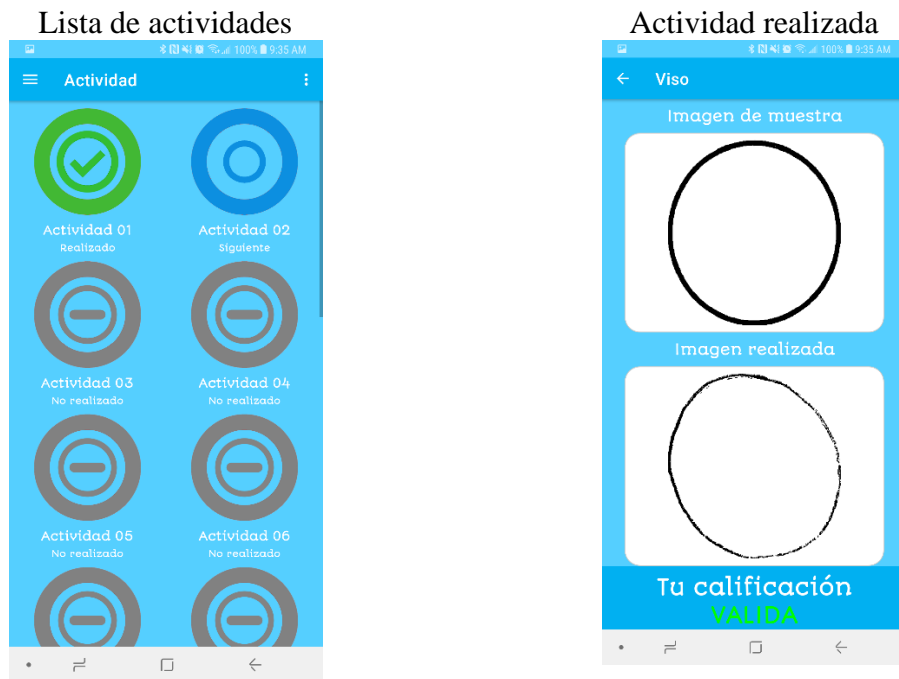 Lista de actividades
100% 9:35 AM
Actividad
Actividad 01
Realizado
Actividad 02
Siguiente
Actividad 03
No realizado
Actividad 04
No realizado
Actividad 05
No realizado
Actividad 06
No realizado
Actividad realizada
100% 9:35 AM
Viso
Imagen de muestra
Imagen realizada
Tu calificación
VALIDA